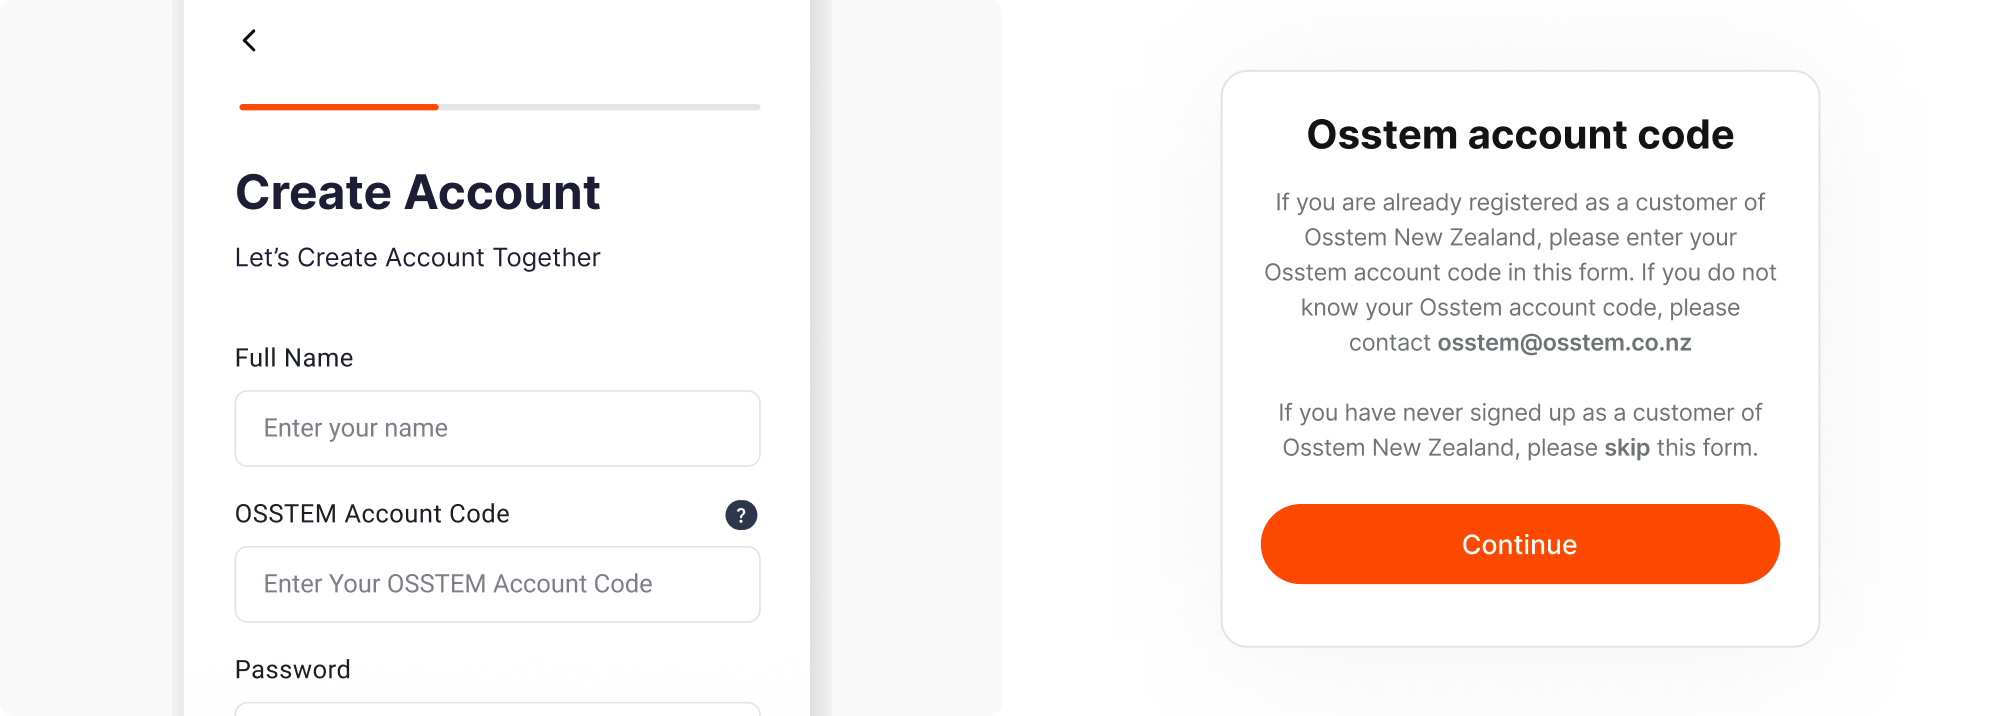 Create Account
Let's Create Account Together
Full Name
Enter your name
OSSTEM Account Code
?
Enter Your OSSTEM Account Code
Password
Osstem account code
If you are already registered as a customer of
Osstem New Zealand, please enter your
Osstem account code in this form. If you do not
know your Osstem account code, please
contact osstem@osstem.co.nz
If you have never signed up as a customer of
Osstem New Zealand, please skip this form.
Continue